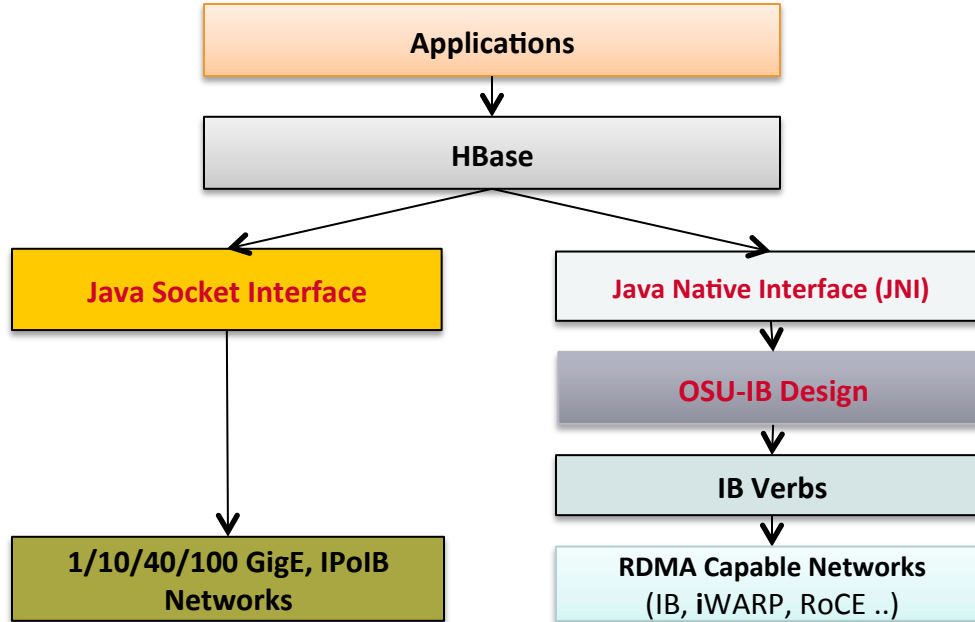 Applications
HBase
Java Socket Interface
Java Native Interface (JNI)
OSU-IB Design
IB Verbs
1/10/40/100 GigE, IPoIB
Networks
RDMA Capable Networks
(IB, iWARP, RoCE ..)